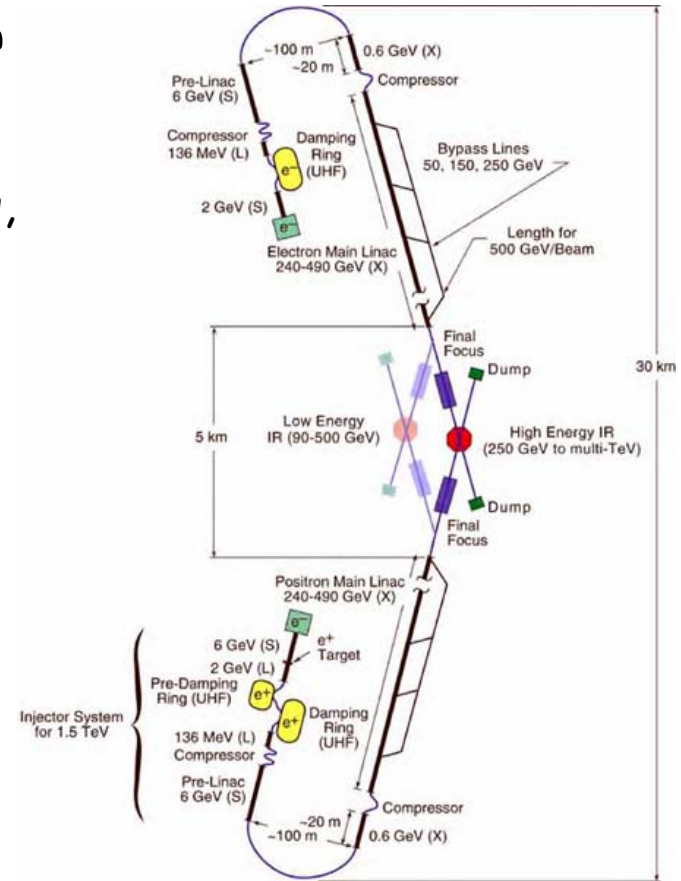 ~100 m
0.6 GeV (X)
~20 m
Compressor
Pre-Linac
6 GeV (S)
Compressor
136 MeV (L)
Damping
Ring
(UHF)
e–
Bypass Lines
50, 150, 250 GeV
2 GeV (S)
e–
Length for
500 GeV/Beam
Electron Main Linac
240-490 GeV (X)
Final
Focus
Dump
30 km
5 km
Low Energy
IR (90-500 GeV)
High Energy IR
(250 GeV to multi-TeV)
Dump
Final
Focus
Positron Main Linac
240-490 GeV (X)
e–
6 GeV (S)
e+
Target
2 GeV (L)
Pre-Damping
Ring (UHF)
e+
e+
Damping
Ring
(UHF)
Injector System
for 1.5 TeV
136 MeV (L)
Compressor
Pre-Linac
6 GeV (S)
Compressor
~20 m
~100 m
0.6 GeV (X)